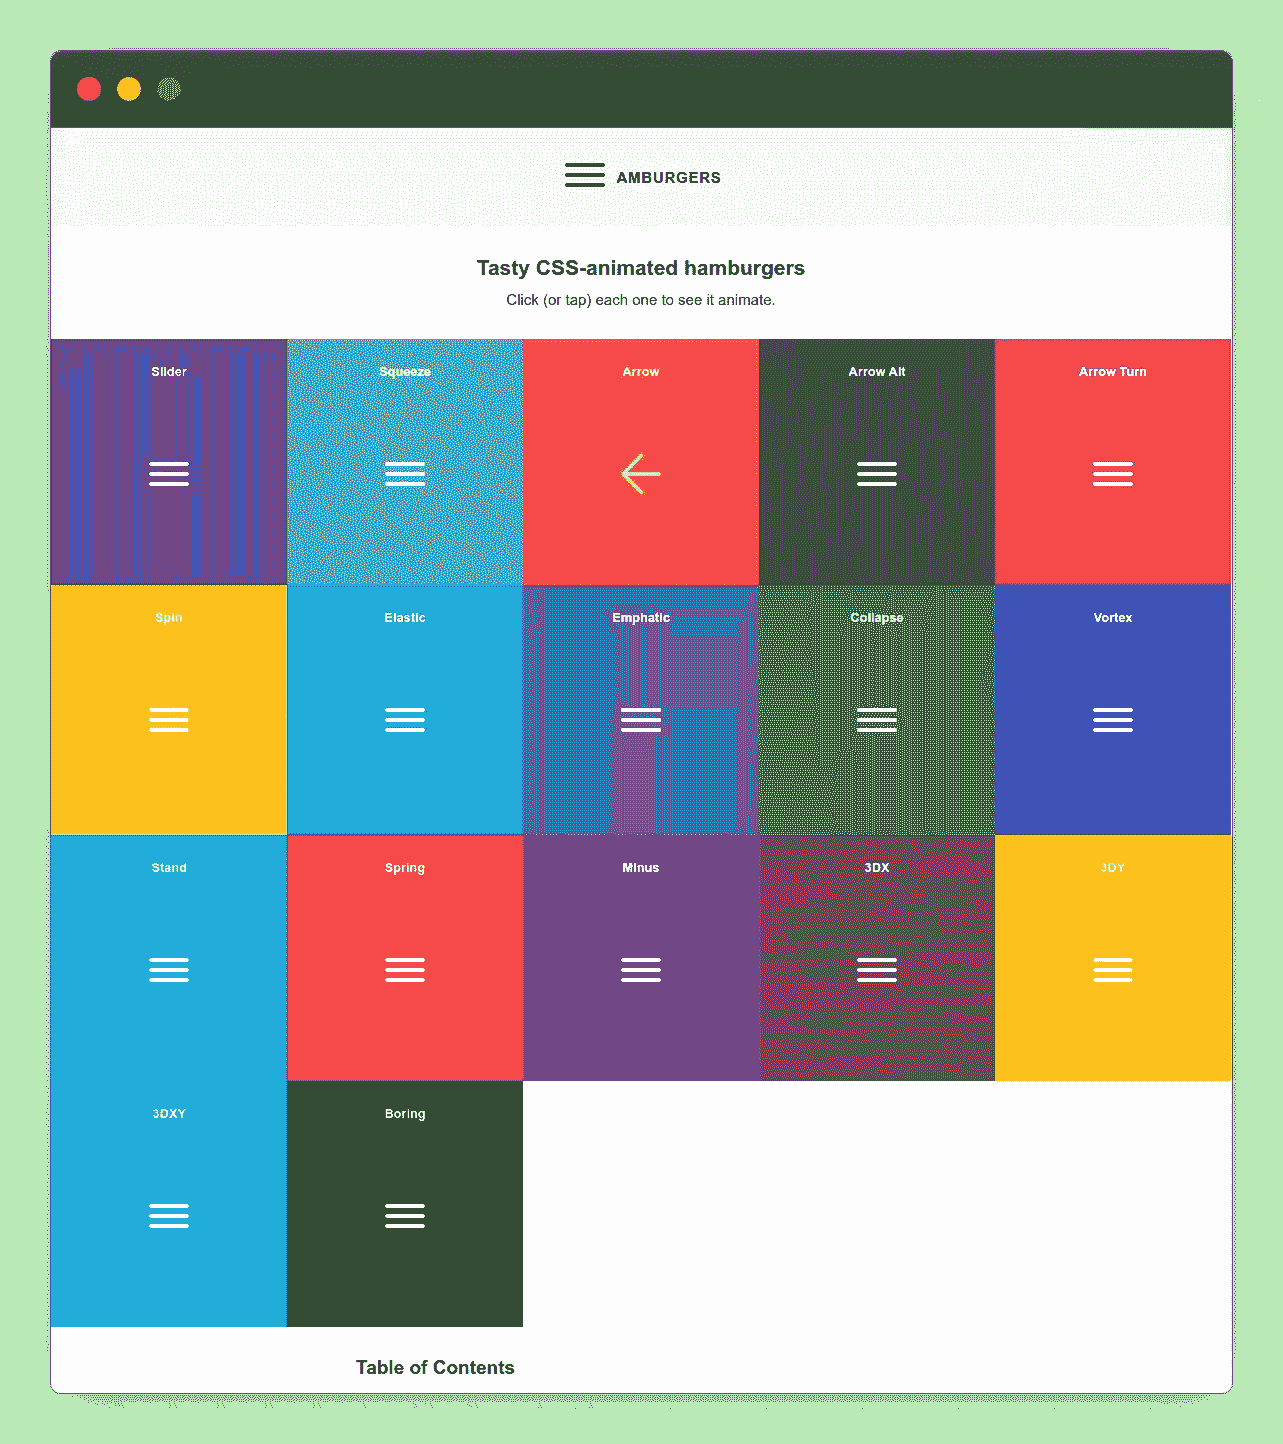 AMBURGERS
Tasty CSS-animated hamburgers
Click (or tap) each one to see it animate.
Slider
Squeeze
Arrow
Arrow Alt
Arrow Turn
Spin
Elastic
Emphatic
Collapse
Vortex
Stand
Spring
Minus
3DX
3DY
3DXY
Boring
Table of Contents